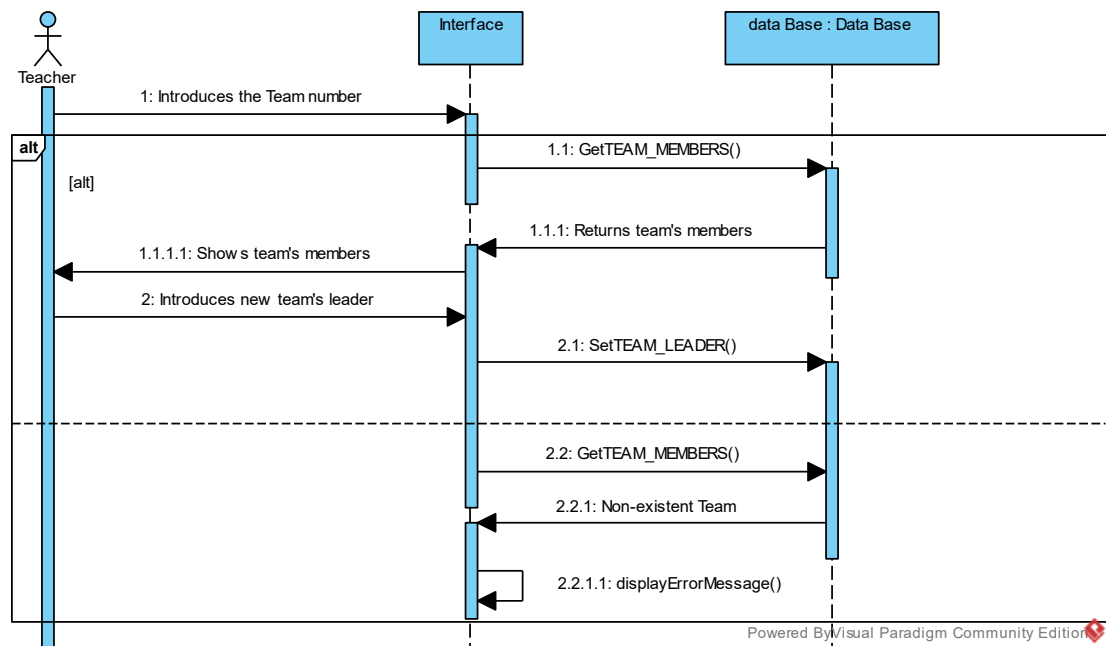 Interface
data Base : Data Base
Teacher
1: Introduces the Team number
alt
1.1: GetTEAM_MEMBERS()
[alt]
1.1.1: Returns team's members
1.1.1.1: Shows team's members
2: Introduces new team's leader
2.1: SetTEAM_LEADER()
2.2: GetTEAM_MEMBERS()
2.2.1: Non-existent Team
2.2.1.1: displayErrorMessage()
Powered ByVisual Paradigm Community Edition